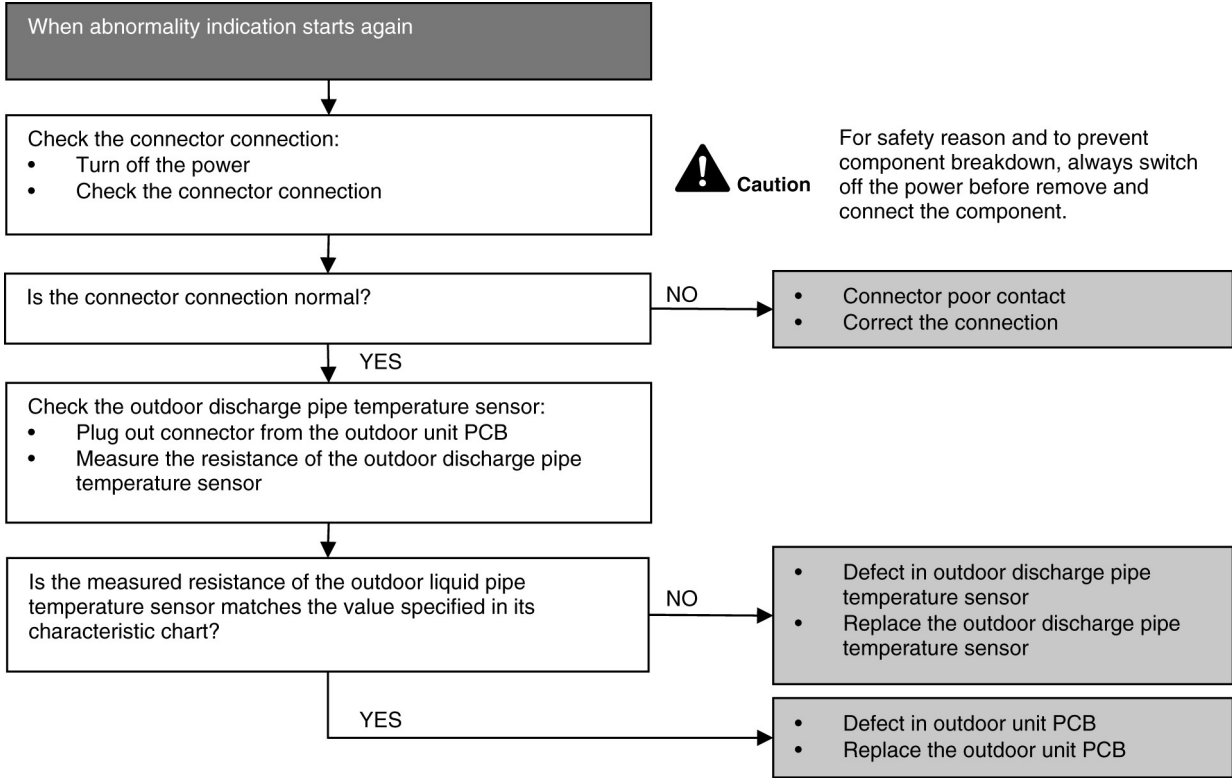 When abnormality indication starts again
Check the connector connection:
• Turn off the power
• Check the connector connection
Caution
For safety reason and to prevent
component breakdown, always switch
off the power before remove and
connect the component.
Is the connector connection normal?
NO
• Connector poor contact
• Correct the connection
YES
Check the outdoor discharge pipe temperature sensor:
• Plug out connector from the outdoor unit PCB
• Measure the resistance of the outdoor discharge pipe
temperature sensor
Is the measured resistance of the outdoor liquid pipe
temperature sensor matches the value specified in its
characteristic chart?
NO
• Defect in outdoor discharge pipe
temperature sensor
• Replace the outdoor discharge pipe
temperature sensor
YES
• Defect in outdoor unit PCB
• Replace the outdoor unit PCB